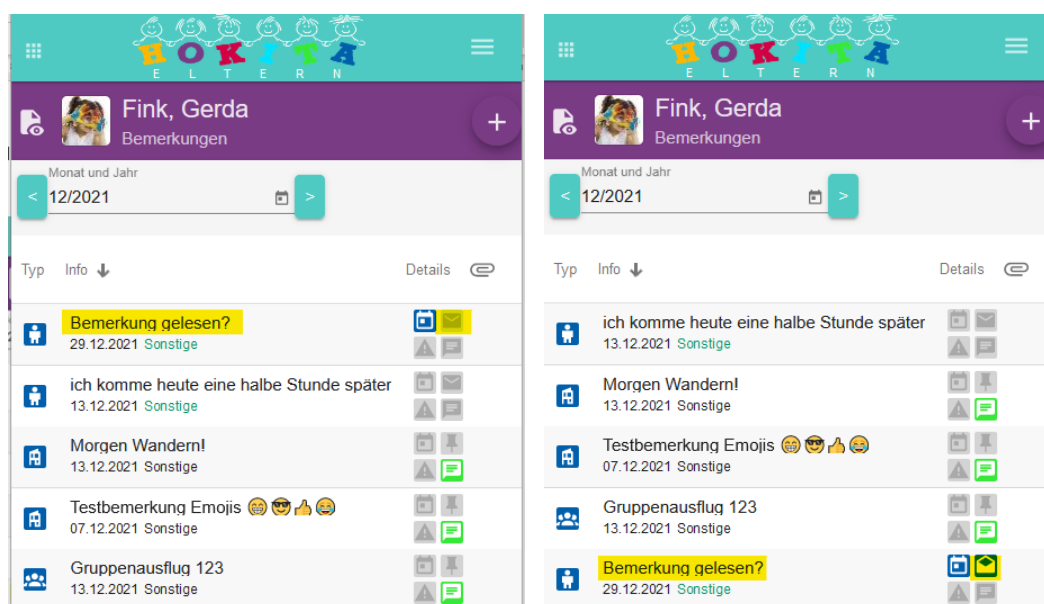 HOKITA
ELTERN
Fink, Gerda
Bemerkungen
Monat und Jahr
< 12/2021 >
Typ Info Details
Bemerkung gelesen?
29.12.2021 Sonstige
ich komme heute eine halbe Stunde später
13.12.2021 Sonstige
Morgen Wandern!
13.12.2021 Sonstige
Testbemerkung Emojis 😁😎👍😂
07.12.2021 Sonstige
Gruppenausflug 123
13.12.2021 Sonstige
HOKITA
ELTERN
Fink, Gerda
Bemerkungen
Monat und Jahr
< 12/2021 >
Typ Info Details
ich komme heute eine halbe Stunde später
13.12.2021 Sonstige
Morgen Wandern!
13.12.2021 Sonstige
Testbemerkung Emojis 😁😎👍😂
07.12.2021 Sonstige
Gruppenausflug 123
13.12.2021 Sonstige
Bemerkung gelesen?
29.12.2021 Sonstige